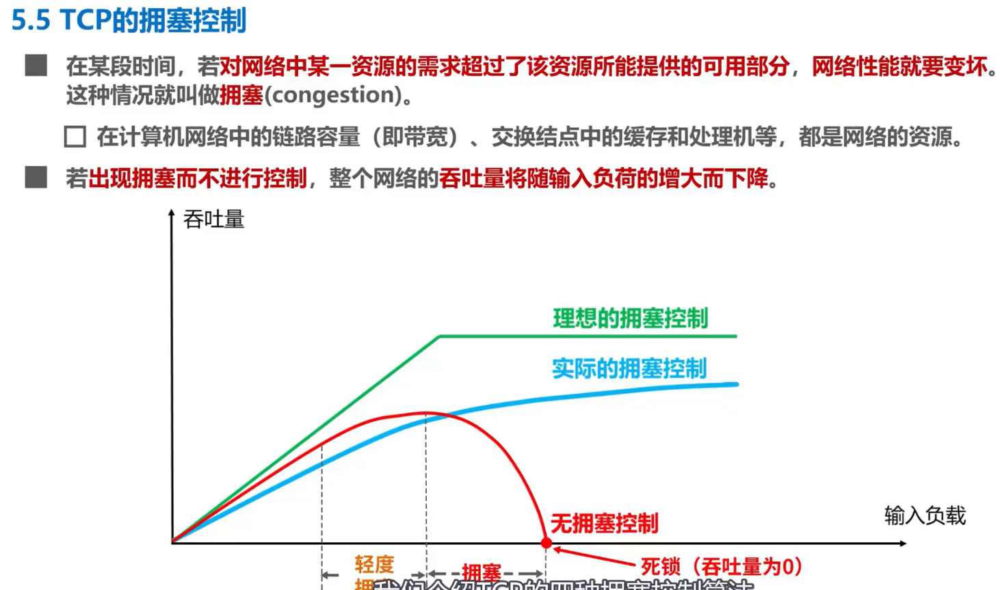 5.5 TCP的拥塞控制
在某段时间，若对网络中某一资源的需求超过了该资源所能提供的可用部分，网络性能就要变坏。
这种情况就叫做拥塞(congestion)。
在计算机网络中的链路容量（即带宽）、交换结点中的缓存和处理机等，都是网络的资源。
若出现拥塞而不进行控制，整个网络的吞吐量将随输入负荷的增大而下降。
吞吐量
理想的拥塞控制
实际的拥塞控制
无拥塞控制
输入负载
轻度
拥塞
死锁（吞吐量为0）
我们介绍TCP的四种拥塞控制算法